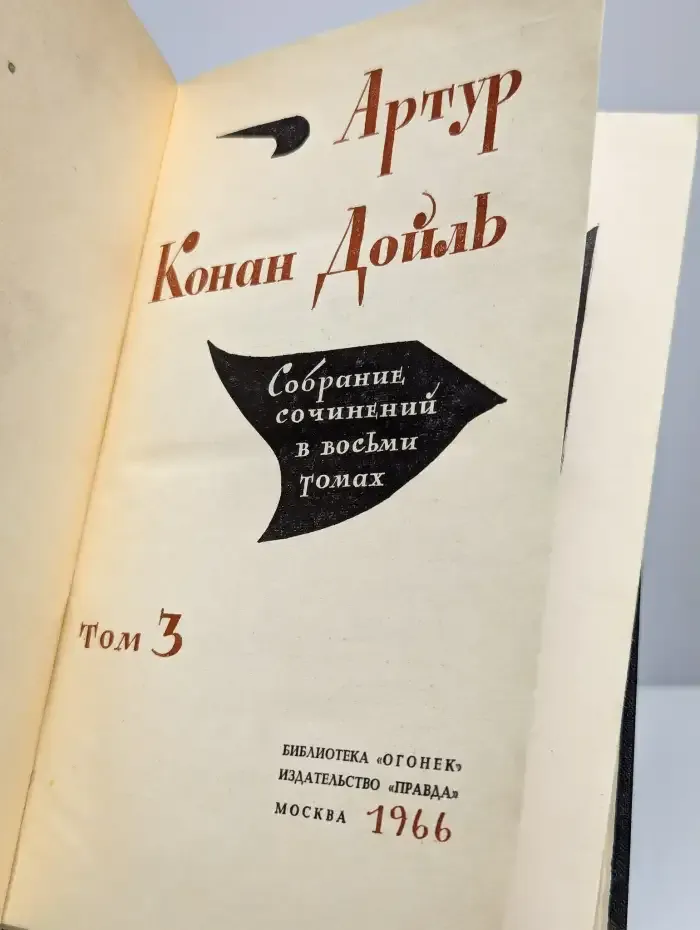 Артур
Конан Дойль
Собрание
сочинений
в восьми
томах
Том 3
БИБЛИОТЕКА «ОГОНЕК»
ИЗДАТЕЛЬСТВО «ПРАВДА»
МОСКВА 1966